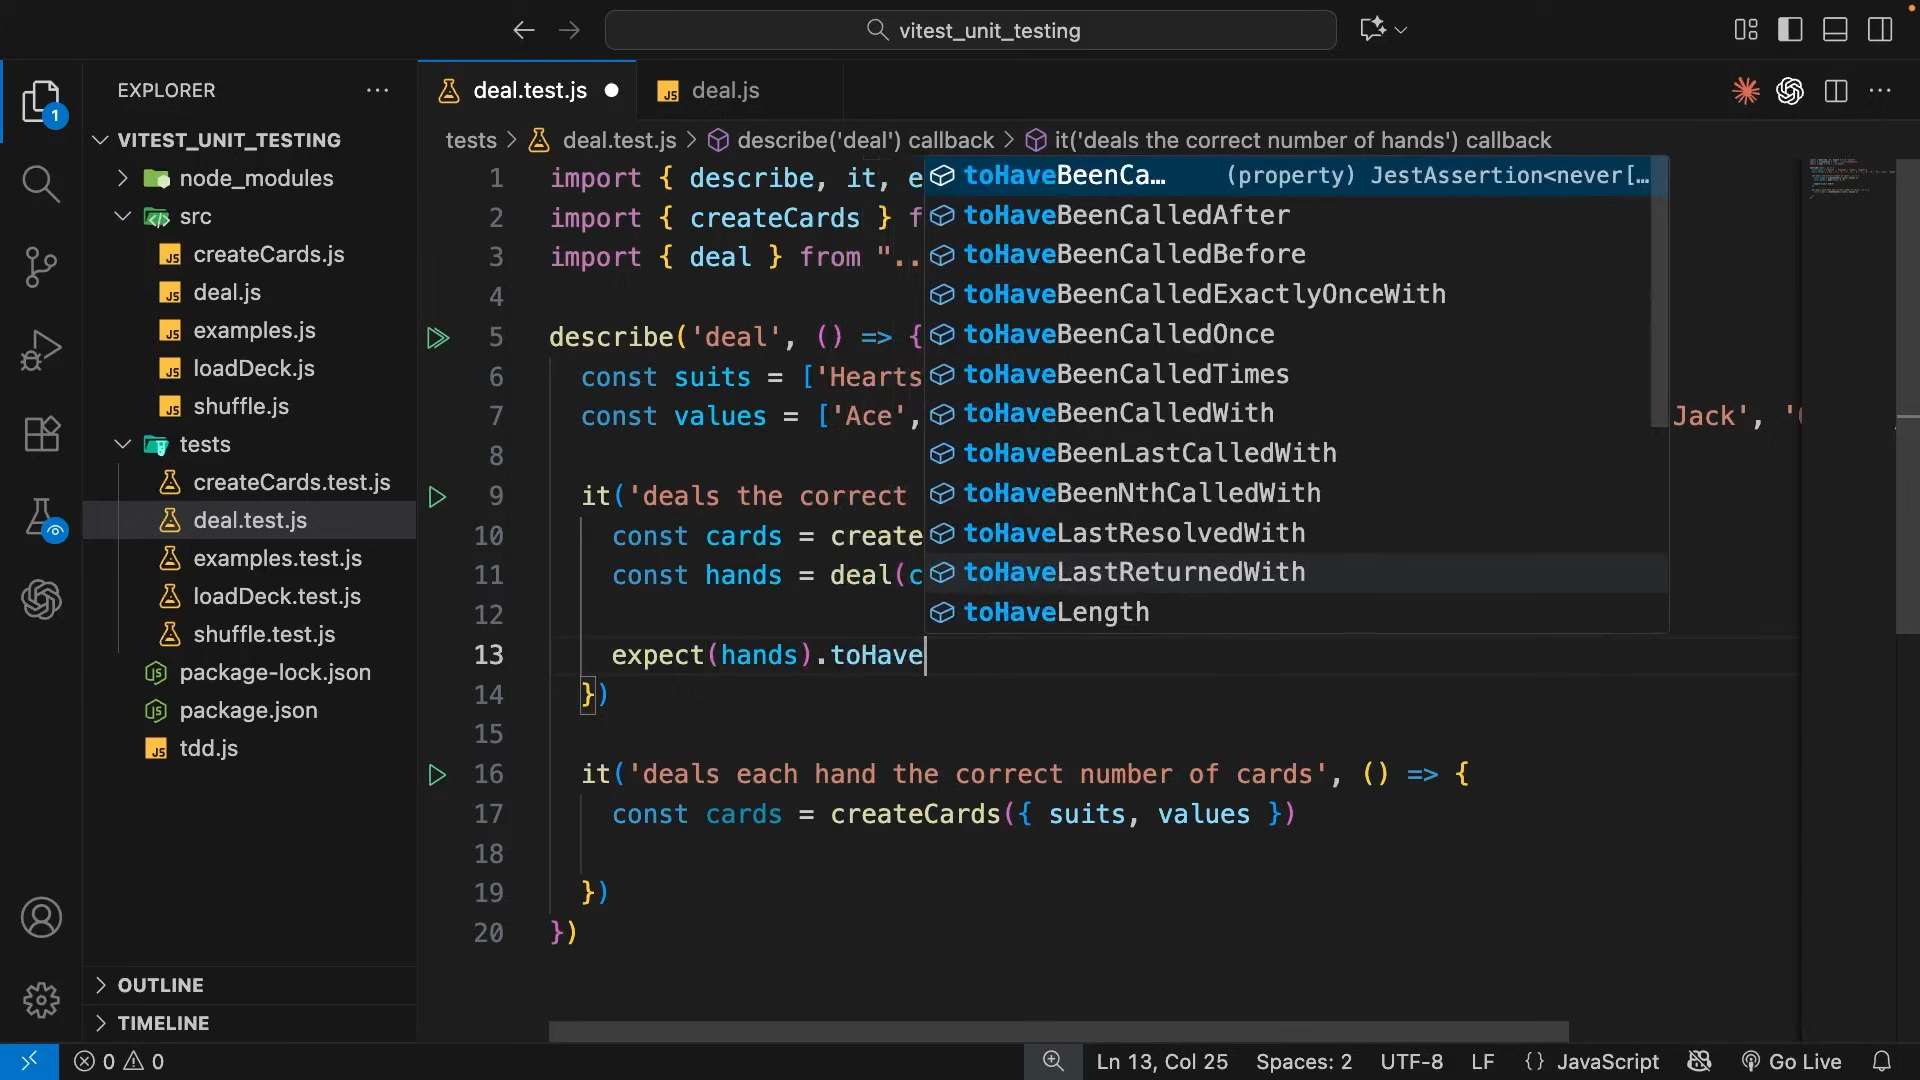 vitest_unit_testing
EXPLORER
1
VITEST_UNIT_TESTING
node_modules
src
createCards.js
deal.js
examples.js
loadDeck.js
shuffle.js
tests
createCards.test.js
deal.test.js
examples.test.js
loadDeck.test.js
shuffle.test.js
package-lock.json
package.json
tdd.js
OUTLINE
TIMELINE
deal.test.js
JS deal.js
tests > deal.test.js > describe('deal') callback > it('deals the correct number of hands') callback
1 import { describe, it, e
2 import { createCards } f
3 import { deal } from "..
4
5 describe('deal', () => {
6 const suits = ['Hearts
7 const values = ['Ace', Jack', '
8
9 it('deals the correct
10 const cards = create
11 const hands = deal(c
12
13 expect(hands).toHave
14 })
15
16 it('deals each hand the correct number of cards', () => {
17 const cards = createCards({ suits, values })
18
19 })
20 })
toHaveBeenCa… (property) JestAssertion<never[…
toHaveBeenCalledAfter
toHaveBeenCalledBefore
toHaveBeenCalledExactlyOnceWith
toHaveBeenCalledOnce
toHaveBeenCalledTimes
toHaveBeenCalledWith
toHaveBeenLastCalledWith
toHaveBeenNthCalledWith
toHaveLastResolvedWith
toHaveLastReturnedWith
toHaveLength
0 0 Ln 13, Col 25 Spaces: 2 UTF-8 LF {} JavaScript Go Live